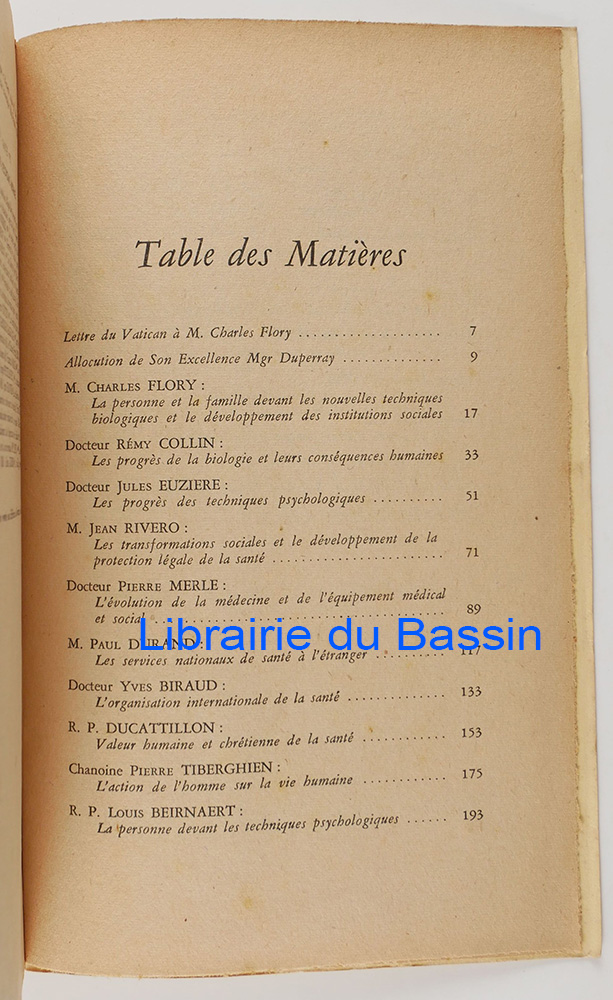 Table des Matières
Lettre du Vatican à M. Charles Flory .................... 7
Allocution de Son Excellence Mgr Duperray ............. 9
M. CHARLES FLORY :
La personne et la famille devant les nouvelles techniques
biologiques et le développement des institutions sociales 17
Docteur RÉMY COLLIN :
Les progrès de la biologie et leurs conséquences humaines 33
Docteur JULES EUZIERE :
Les progrès des techniques psychologiques .......... 51
M. JEAN RIVERO :
Les transformations sociales et le développement de la
protection légale de la santé ........................ 71
Docteur PIERRE MERLE :
L'évolution de la médecine et de l'équipement médical
et social ........................................ 89
Librairie du Bassin
M. PAUL DURAND :
Les services nationaux de santé à l'étranger .......... 117
Docteur YVES BIRAUD :
L'organisation internationale de la santé ............. 133
R. P. DUCATTILLON :
Valeur humaine et chrétienne de la santé ............ 153
Chanoine PIERRE TIBERGHIEN :
L'action de l'homme sur la vie humaine ............ 175
R. P. LOUIS BEIRNAERT :
La personne devant les techniques psychologiques ...... 193